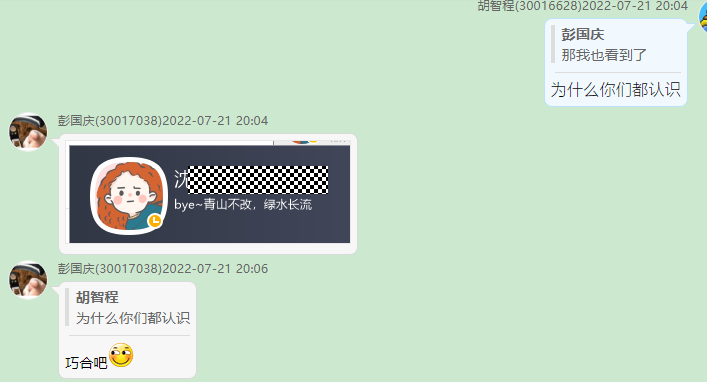 胡智程(30016628)2022-07-21 20:04
彭国庆
那我也看到了
为什么你们都认识
彭国庆(30017038)2022-07-21 20:04
沈
bye~青山不改，绿水长流
彭国庆(30017038)2022-07-21 20:06
胡智程
为什么你们都认识
巧合吧